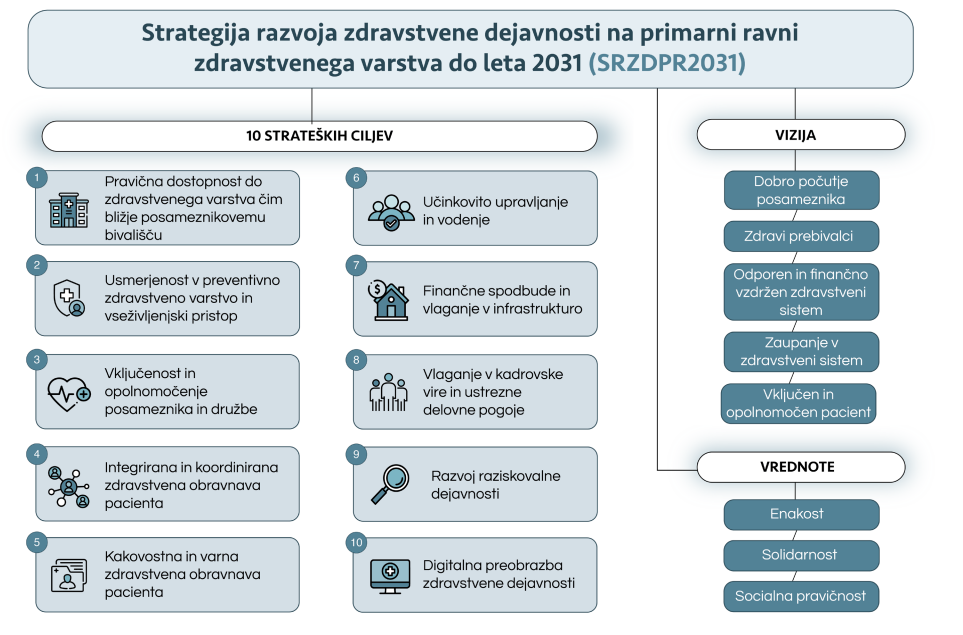 Strategija razvoja zdravstvene dejavnosti na primarni ravni
zdravstvenega varstva do leta 2031 (SRZDPR2031)
10 STRATEŠKIH CILJEV
1
Pravična dostopnost do
zdravstvenega varstva čim
bližje posameznikovemu
bivališču
2
Usmerjenost v preventivno
zdravstveno varstvo in
vseživljenjski pristop
3
Vključenost in
opolnomočenje
posameznika in družbe
4
Integrirana in koordinirana
zdravstvena obravnava
pacienta
5
Kakovostna in varna
zdravstvena obravnava
pacienta
6
Učinkovito upravljanje
in vodenje
7
$
Finančne spodbude in
vlaganje v infrastrukturo
8
Vlaganje v kadrovske
vire in ustrezne
delovne pogoje
9
Razvoj raziskovalne
dejavnosti
10
Digitalna preobrazba
zdravstvene dejavnosti
VIZIJA
Dobro počutje
posameznika
Zdravi prebivalci
Odporen in finančno
vzdržen zdravstveni
sistem
Zaupanje v
zdravstveni sistem
Vključen in
opolnomočen pacient
VREDNOTE
Enakost
Solidarnost
Socialna pravičnost